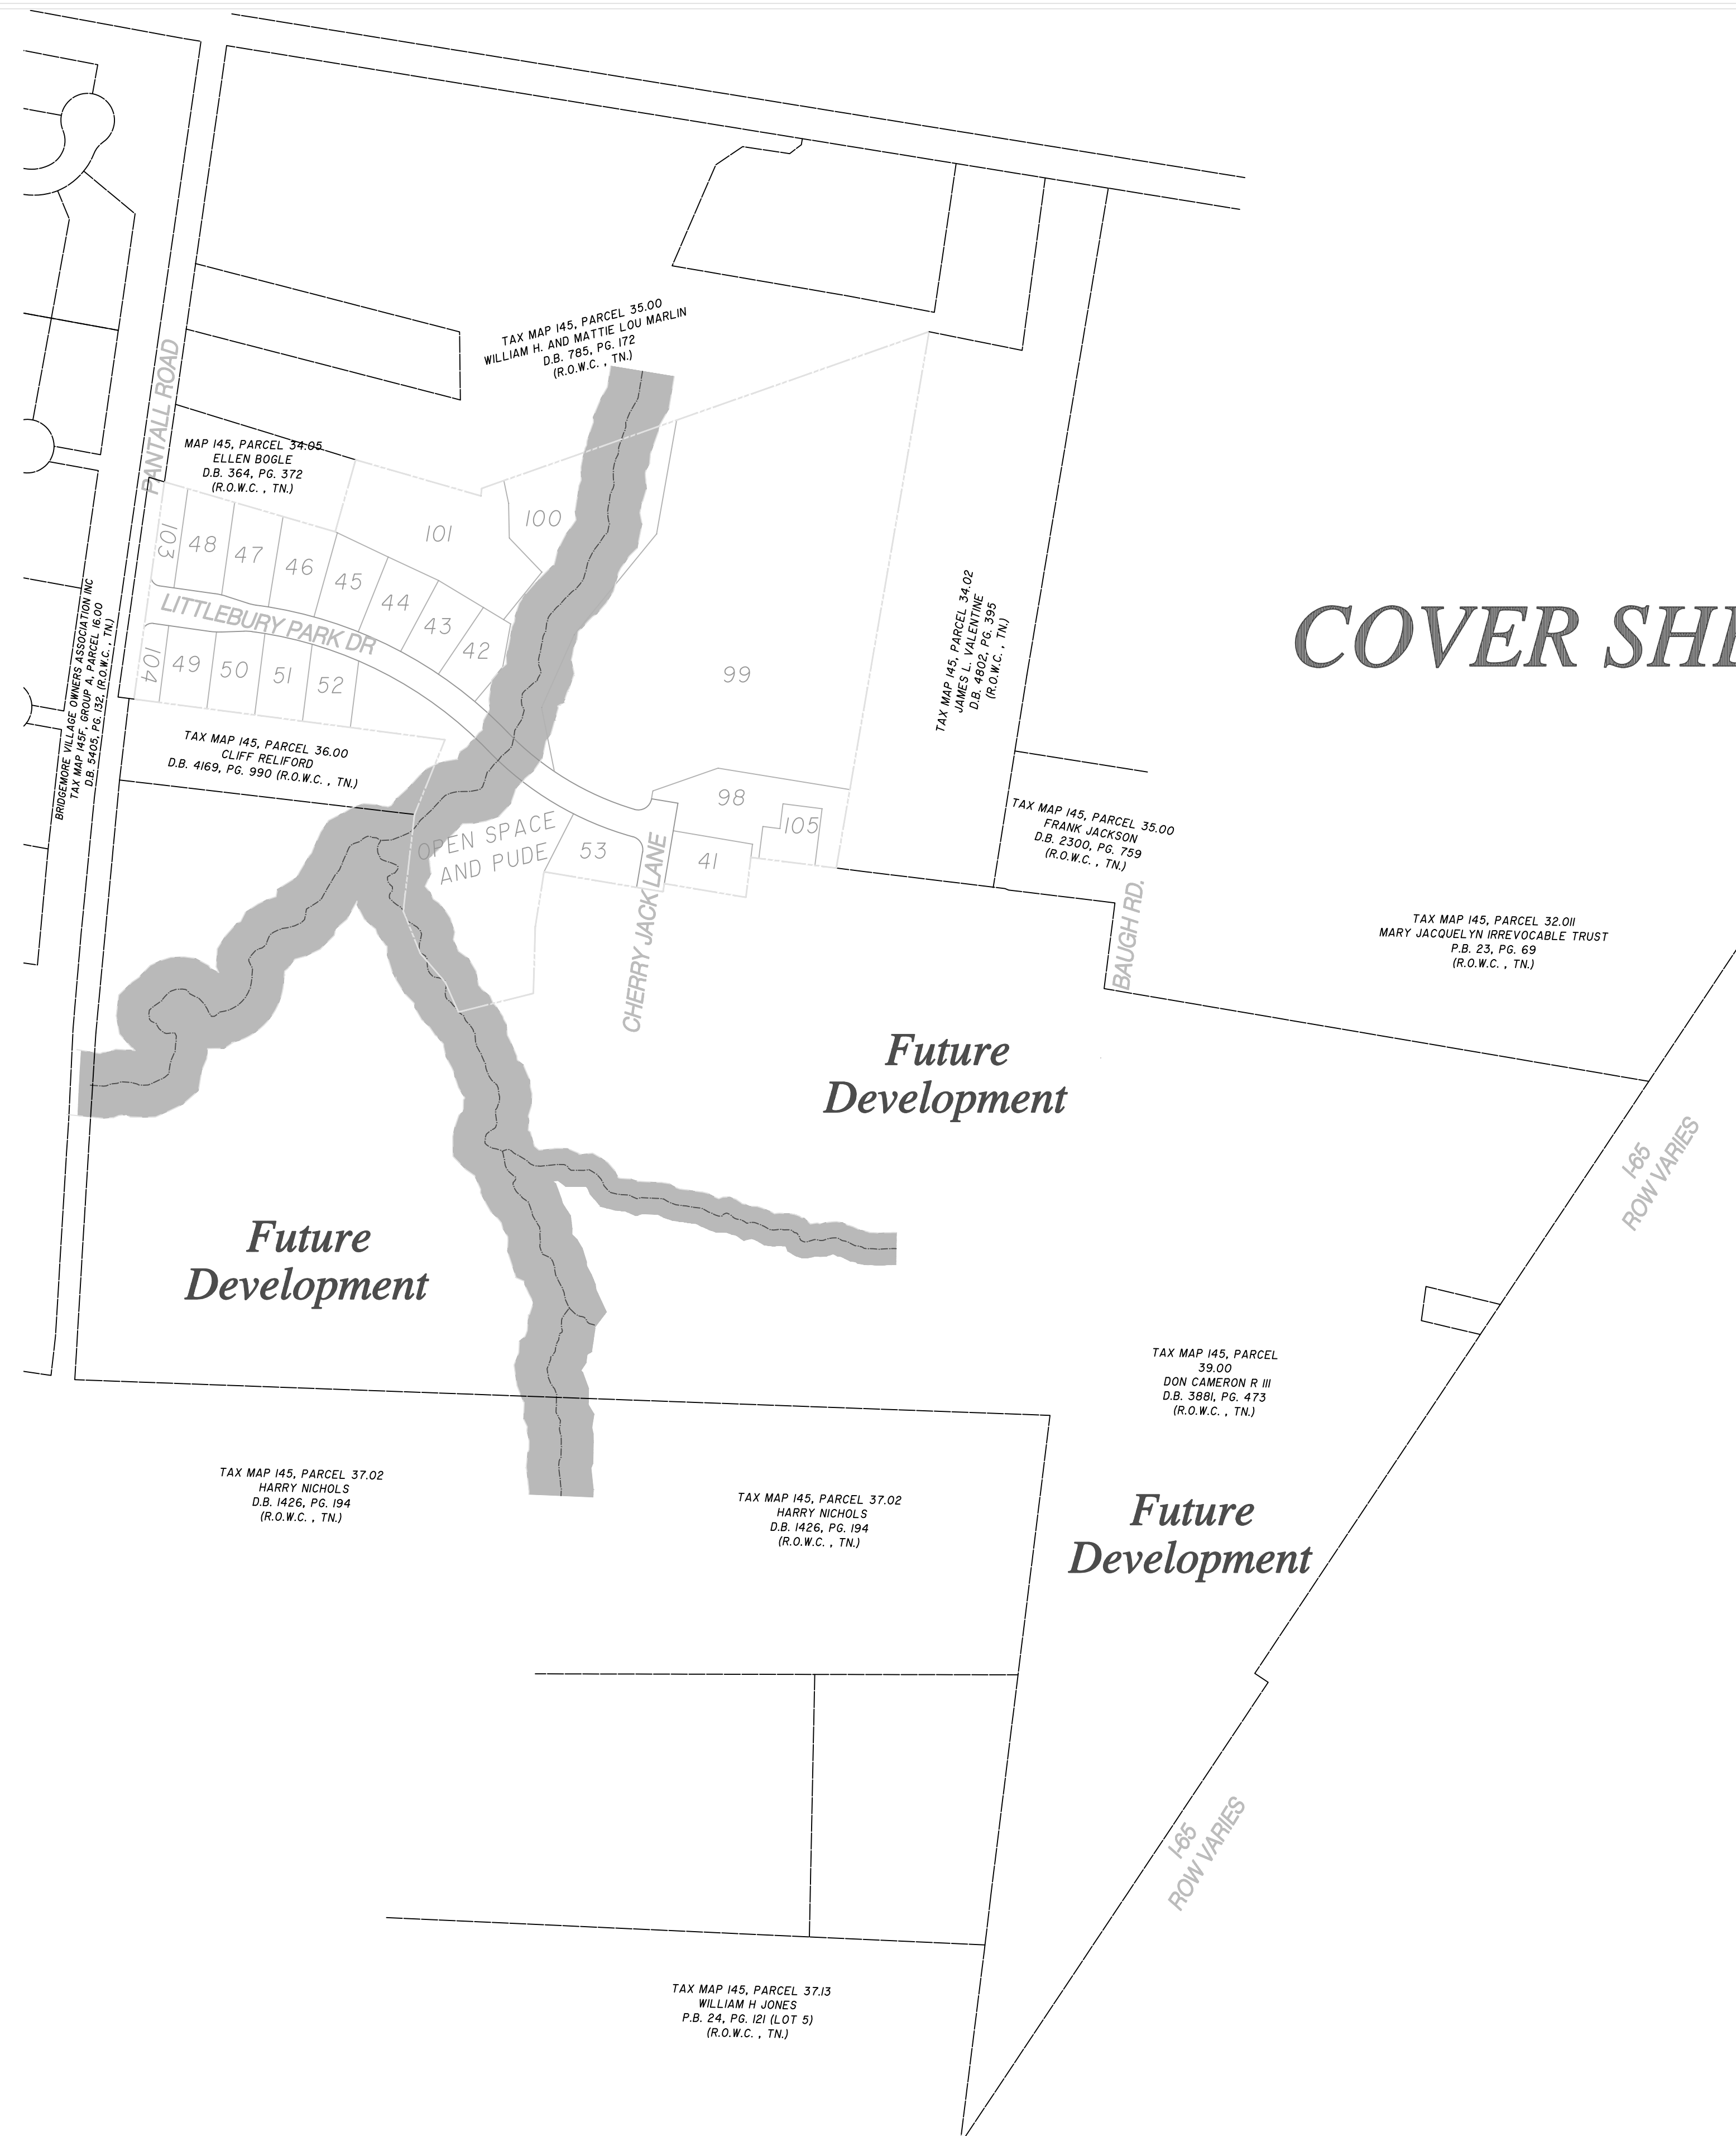 TAX MAP 145, PARCEL 35.00
WILLIAM H. AND MATTIE LOU MARLIN
D.B. 785, PG. 172
(R.O.W.C. , TN.)
PANTALL ROAD
MAP 145, PARCEL 34.05
ELLEN BOGLE
D.B. 364, PG. 372
(R.O.W.C. , TN.)
103
48
47
46
45
44
43
42
101
100
99
LITTLEBURY PARK DR
104
49
50
51
52
BRIDGEMORE VILLAGE OWNERS ASSOCIATION INC
TAX MAP 145F, GROUP A, PARCEL 16.00
D.B. 5405, PG. 132, (R.O.W.C. , TN.)
TAX MAP 145, PARCEL 36.00
CLIFF RELIFORD
D.B. 4169, PG. 990 (R.O.W.C. , TN.)
TAX MAP 145, PARCEL 34.02
JAMES L. VALENTINE
D.B. 4802, PG. 395
(R.O.W.C. , TN.)
COVER SHE
OPEN SPACE
AND PUDE
53
98
105
41
CHERRY JACK LANE
TAX MAP 145, PARCEL 35.00
FRANK JACKSON
D.B. 2300, PG. 759
(R.O.W.C. , TN.)
BAUGH RD.
TAX MAP 145, PARCEL 32.011
MARY JACQUELYN IRREVOCABLE TRUST
P.B. 23, PG. 69
(R.O.W.C. , TN.)
Future
Development
I-65
ROW VARIES
Future
Development
TAX MAP 145, PARCEL
39.00
DON CAMERON R III
D.B. 3881, PG. 473
(R.O.W.C. , TN.)
TAX MAP 145, PARCEL 37.02
HARRY NICHOLS
D.B. 1426, PG. 194
(R.O.W.C. , TN.)
TAX MAP 145, PARCEL 37.02
HARRY NICHOLS
D.B. 1426, PG. 194
(R.O.W.C. , TN.)
Future
Development
I-65
ROW VARIES
TAX MAP 145, PARCEL 37.13
WILLIAM H JONES
P.B. 24, PG. 121 (LOT 5)
(R.O.W.C. , TN.)